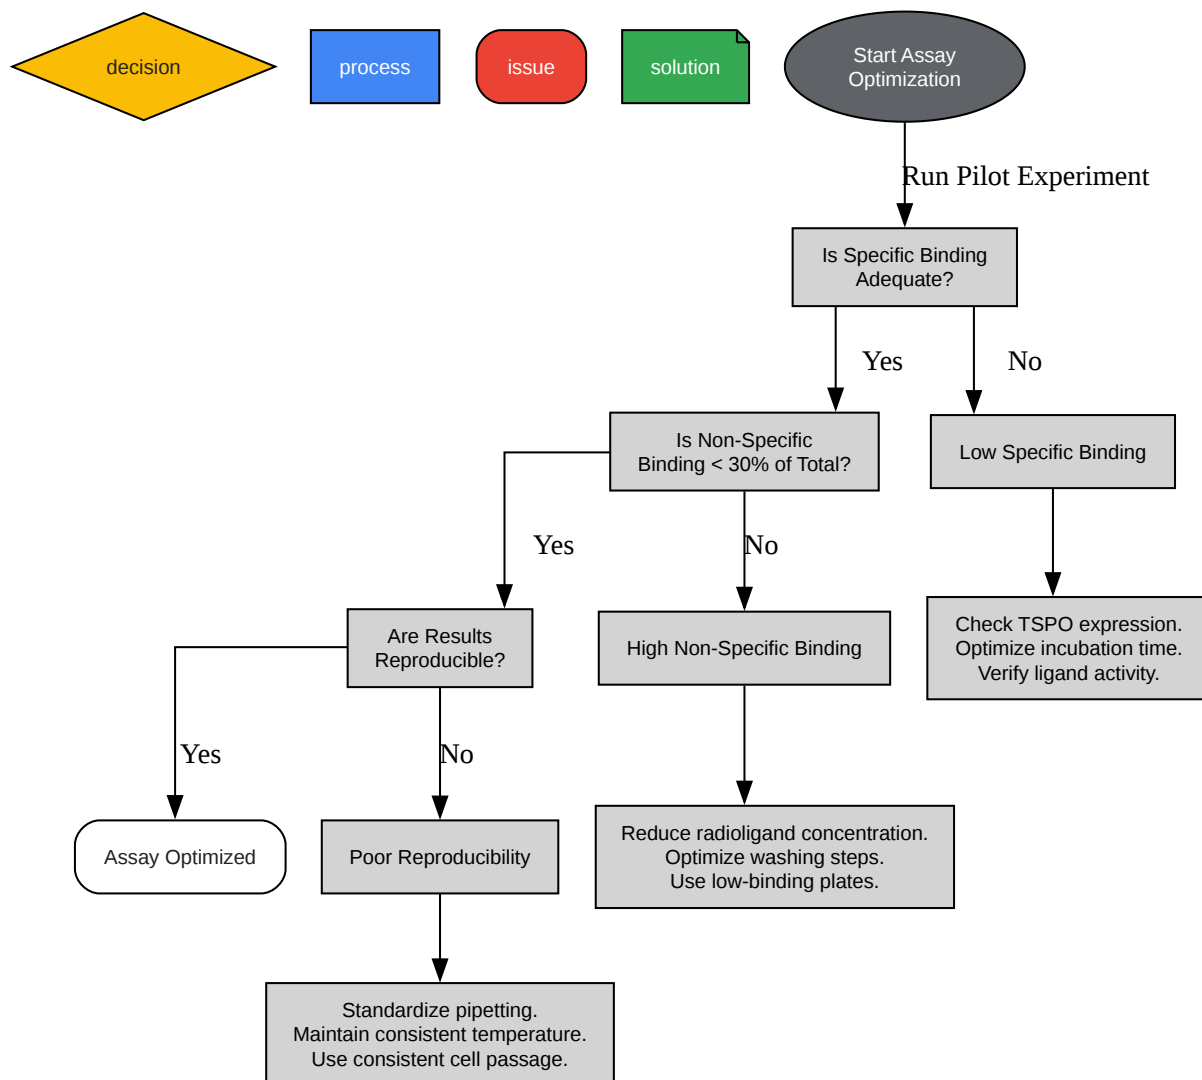 decision
process
issue
solution
Start Assay
Optimization
Run Pilot Experiment
Is Specific Binding
Adequate?
Yes
No
Is Non-Specific
Binding < 30% of Total?
Low Specific Binding
Yes
No
Are Results
Reproducible?
High Non-Specific Binding
Check TSPO expression.
Optimize incubation time.
Verify ligand activity.
Yes
No
Assay Optimized
Poor Reproducibility
Reduce radioligand concentration.
Optimize washing steps.
Use low-binding plates.
Standardize pipetting.
Maintain consistent temperature.
Use consistent cell passage.